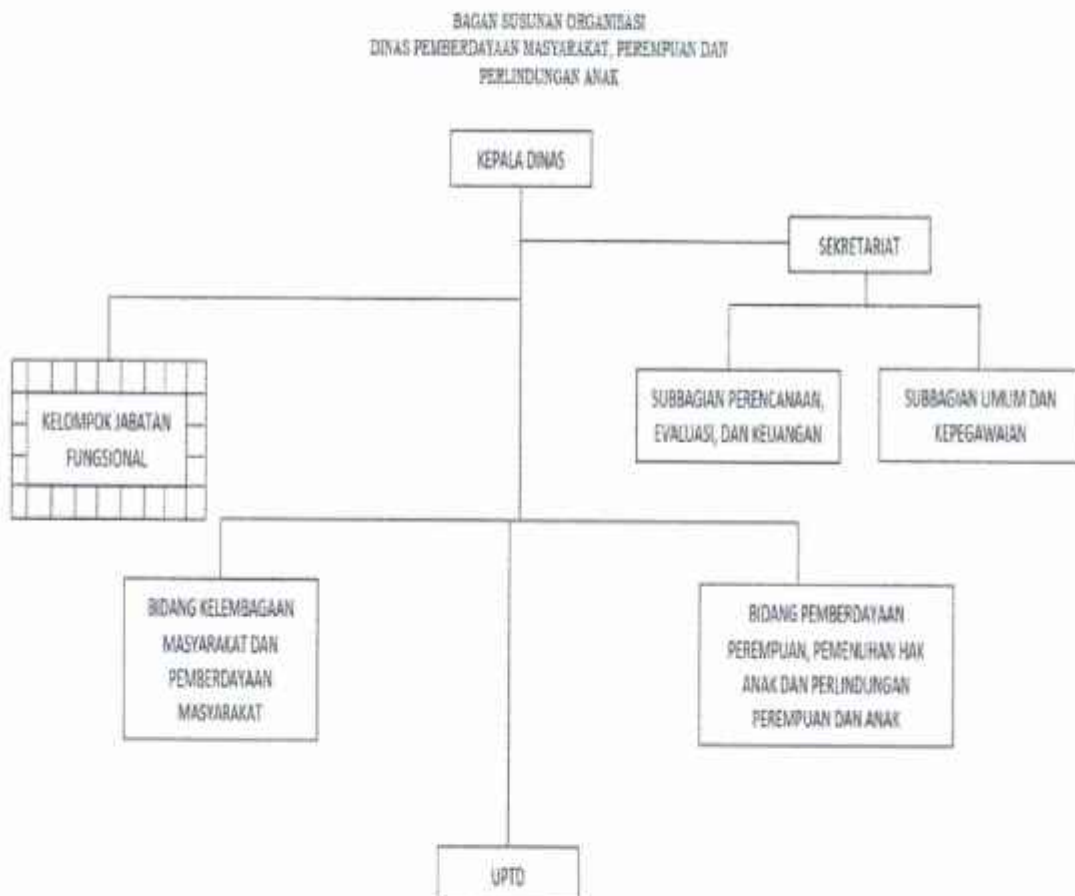 BAGAN SUSUNAN ORGANISASI
DINAS PEMBERDAYAAN MASYARAKAT, PEREMPUAN DAN
PERLINDUNGAN ANAK
KEPALA DINAS
SEKRETARIAT
SUBBAGIAN PERENCANAAN,
EVALUASI, DAN KEUANGAN
SUBBAGIAN UMUM DAN
KEPEGAWAIAN
KELOMPOK JABATAN
FUNGSIONAL
BIDANG KELEMBAGAAN
MASYARAKAT DAN
PEMBERDAYAAN
MASYARAKAT
BIDANG PEMBERDAYAAN
PEREMPUAN, PEMENUHAN HAK
ANAK DAN PERLINDUNGAN
PEREMPUAN DAN ANAK
UPTD